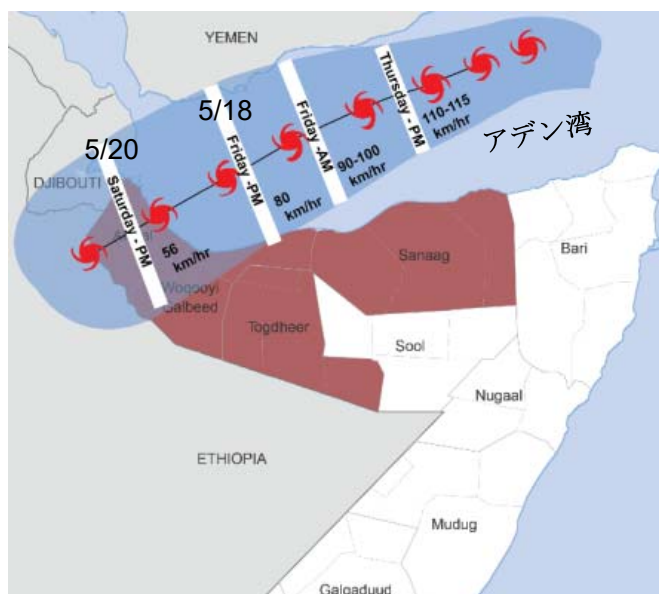 YEMEN
5/18
5/20
Thursday - PM
Friday -AM
Friday -PM
Saturday - PM
110-115
km/hr
90-100
km/hr
80
km/hr
56
km/hr
アデン湾
DJIBOUTI
Woqooyi
Galbeed
Togdheer
Sanaag
Bari
Sool
Nugaal
ETHIOPIA
Mudug
Galgaduud